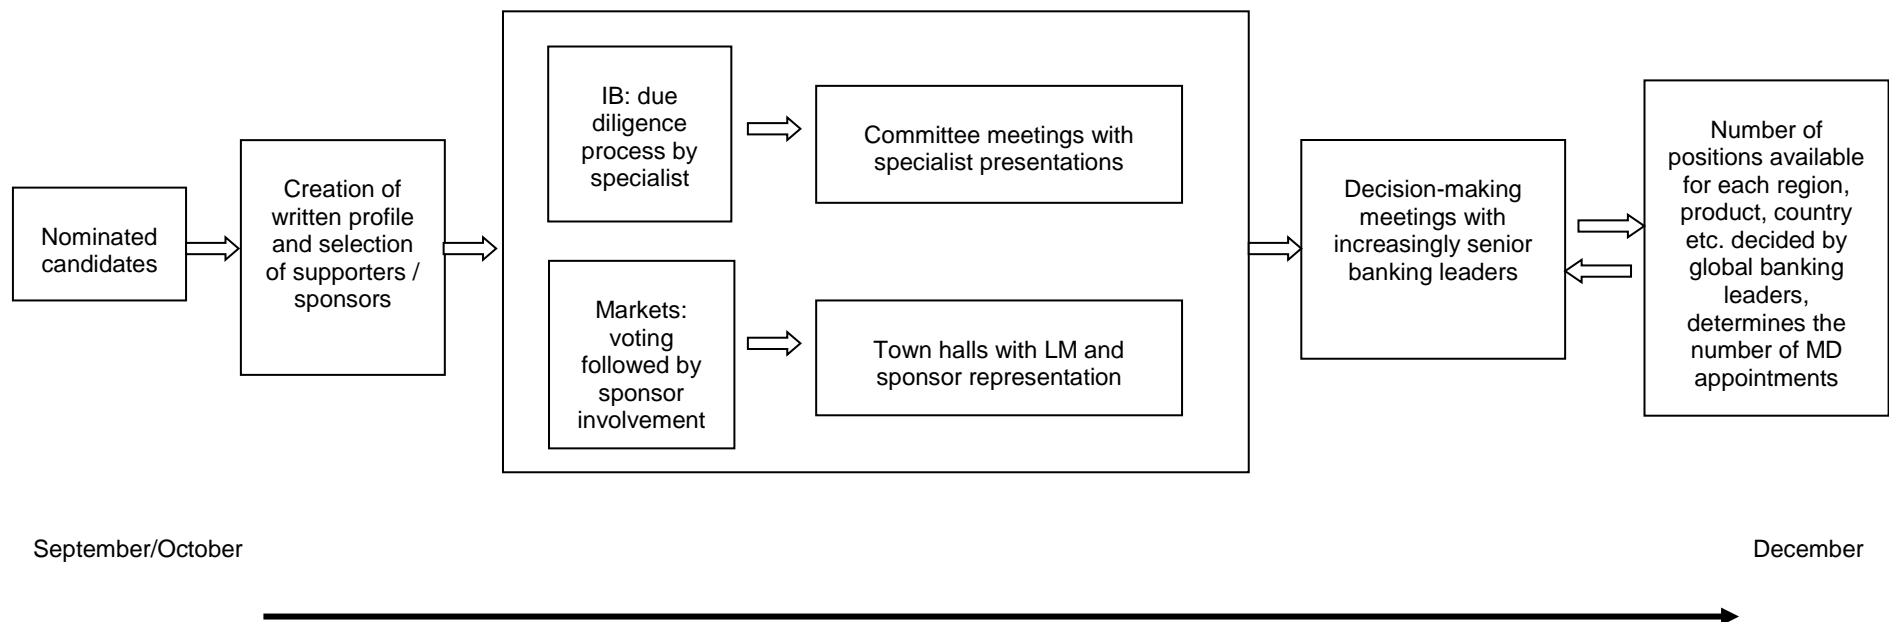 Nominated
candidates
Creation of
written profile
and selection
of supporters /
sponsors
IB: due
diligence
process by
specialist
Committee meetings with
specialist presentations
Markets:
voting
followed by
sponsor
involvement
Town halls with LM and
sponsor representation
Decision-making
meetings with
increasingly senior
banking leaders
Number of
positions available
for each region,
product, country
etc. decided by
global banking
leaders,
determines the
number of MD
appointments
September/October
December